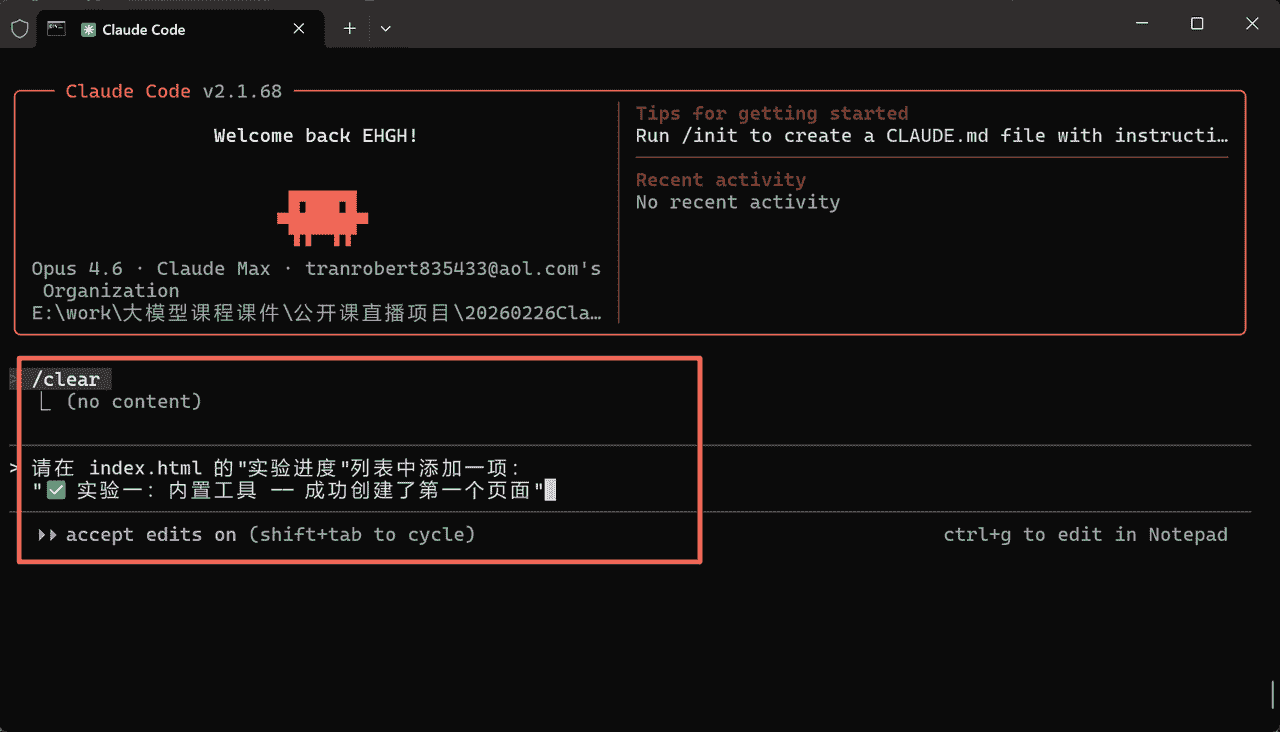 Claude Code
Claude Code v2.1.68
Welcome back EHGH!
Opus 4.6 · Claude Max · tranrobert835433@aol.com's
Organization
E:\work\大模型课程课件\公开课直播项目\20260226Cla…
Tips for getting started
Run /init to create a CLAUDE.md file with instructi…
Recent activity
No recent activity
> /clear
(no content)
> 请在 index.html 的"实验进度"列表中添加一项：
"✅ 实验一：内置工具 —— 成功创建了第一个页面"
⏵⏵ accept edits on (shift+tab to cycle)
ctrl+g to edit in Notepad